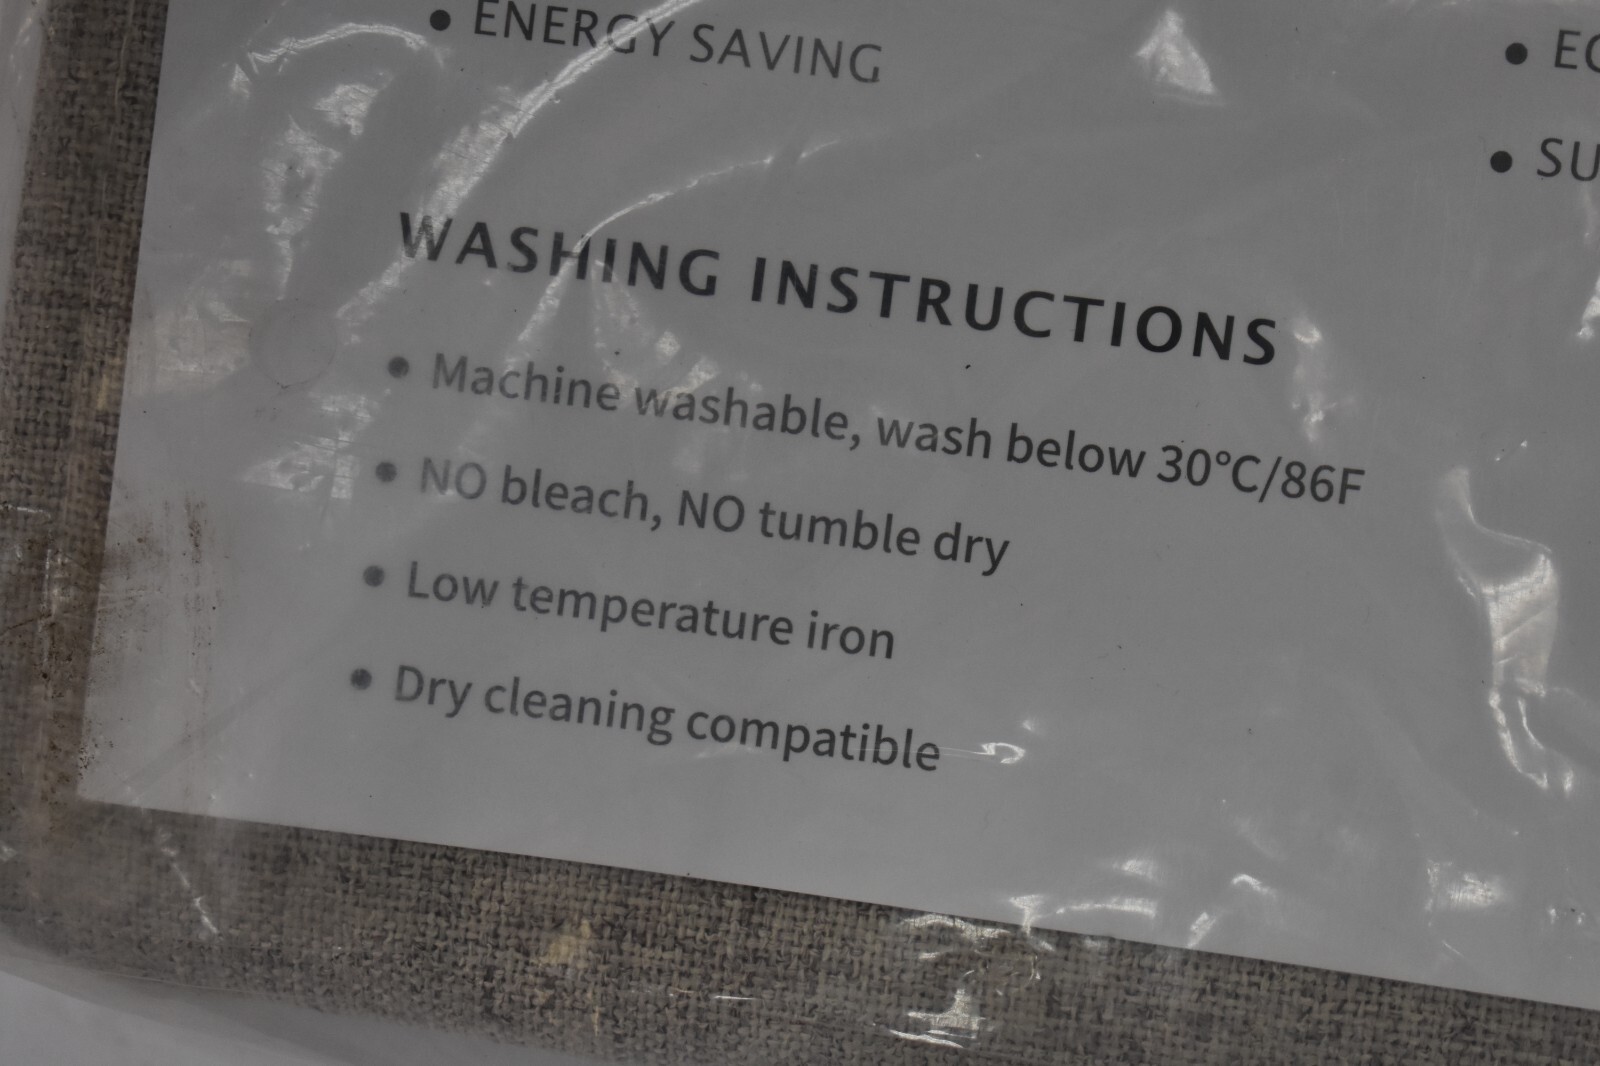 ENERGY SAVING
WASHING INSTRUCTIONS
Machine washable, wash below 30°C/86F
NO bleach, NO tumble dry
Low temperature iron
Dry cleaning compatible